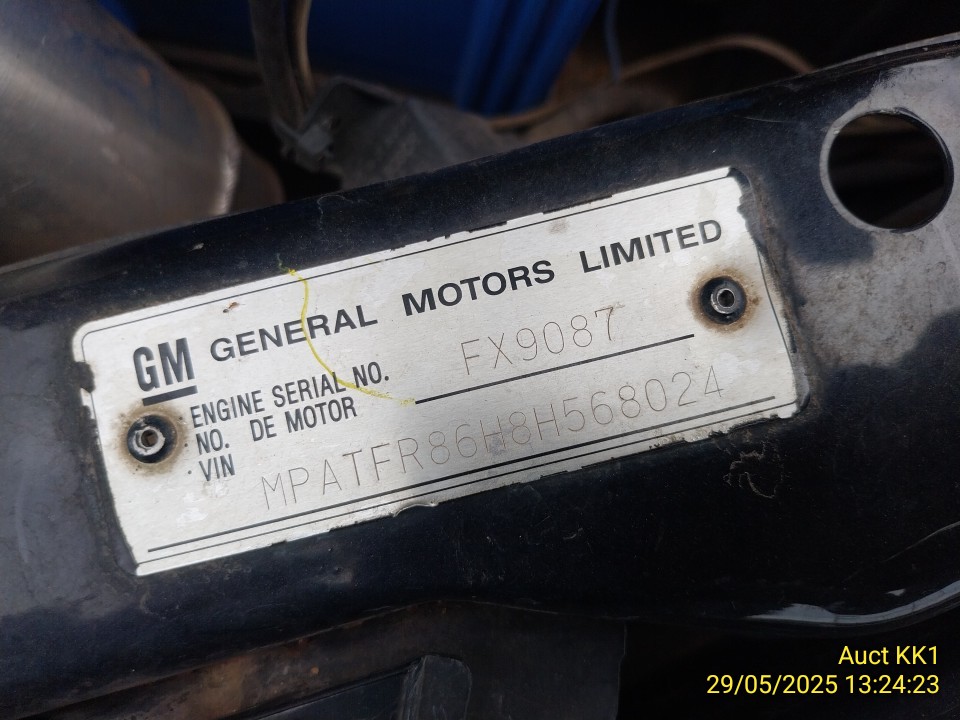 GM GENERAL MOTORS LIMITED
ENGINE SERIAL NO. FX9087
NO. DE MOTOR
VIN MPATFR86H8H568024
Auct KK1
29/05/2025 13:24:23